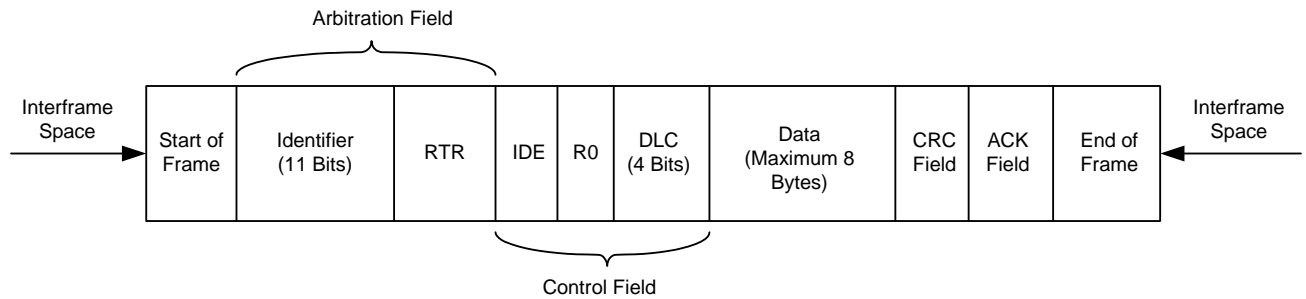 Arbitration Field
Interframe
Space
Start of
Frame
Identifier
(11 Bits)
RTR
IDE
R0
DLC
(4 Bits)
Data
(Maximum 8
Bytes)
CRC
Field
ACK
Field
End of
Frame
Interframe
Space
Control Field